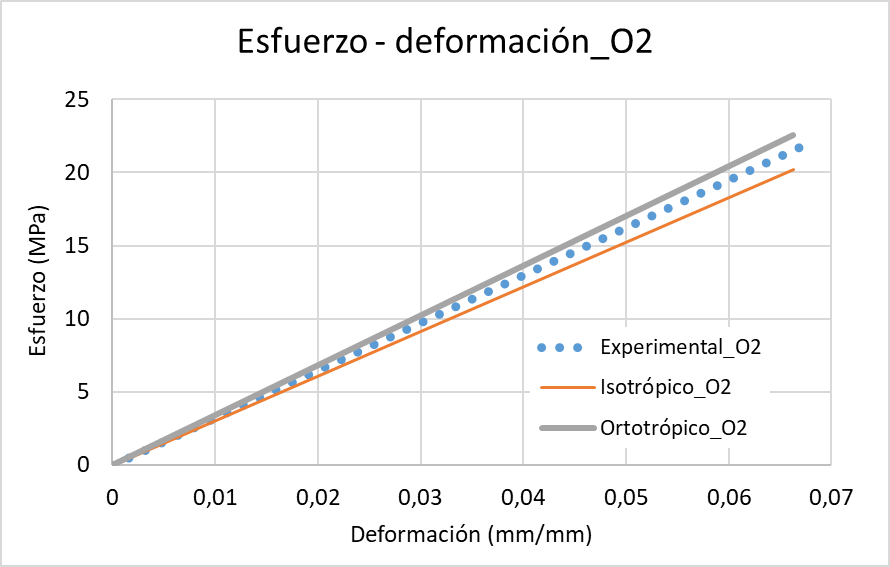 Esfuerzo - deformación_O2
25
20
15
10
5
0
0
0,01
0,02
0,03
0,04
0,05
0,06
0,07
Esfuerzo (MPa)
Deformación (mm/mm)
Experimental_O2
Isotrópico_O2
Ortotrópico_O2